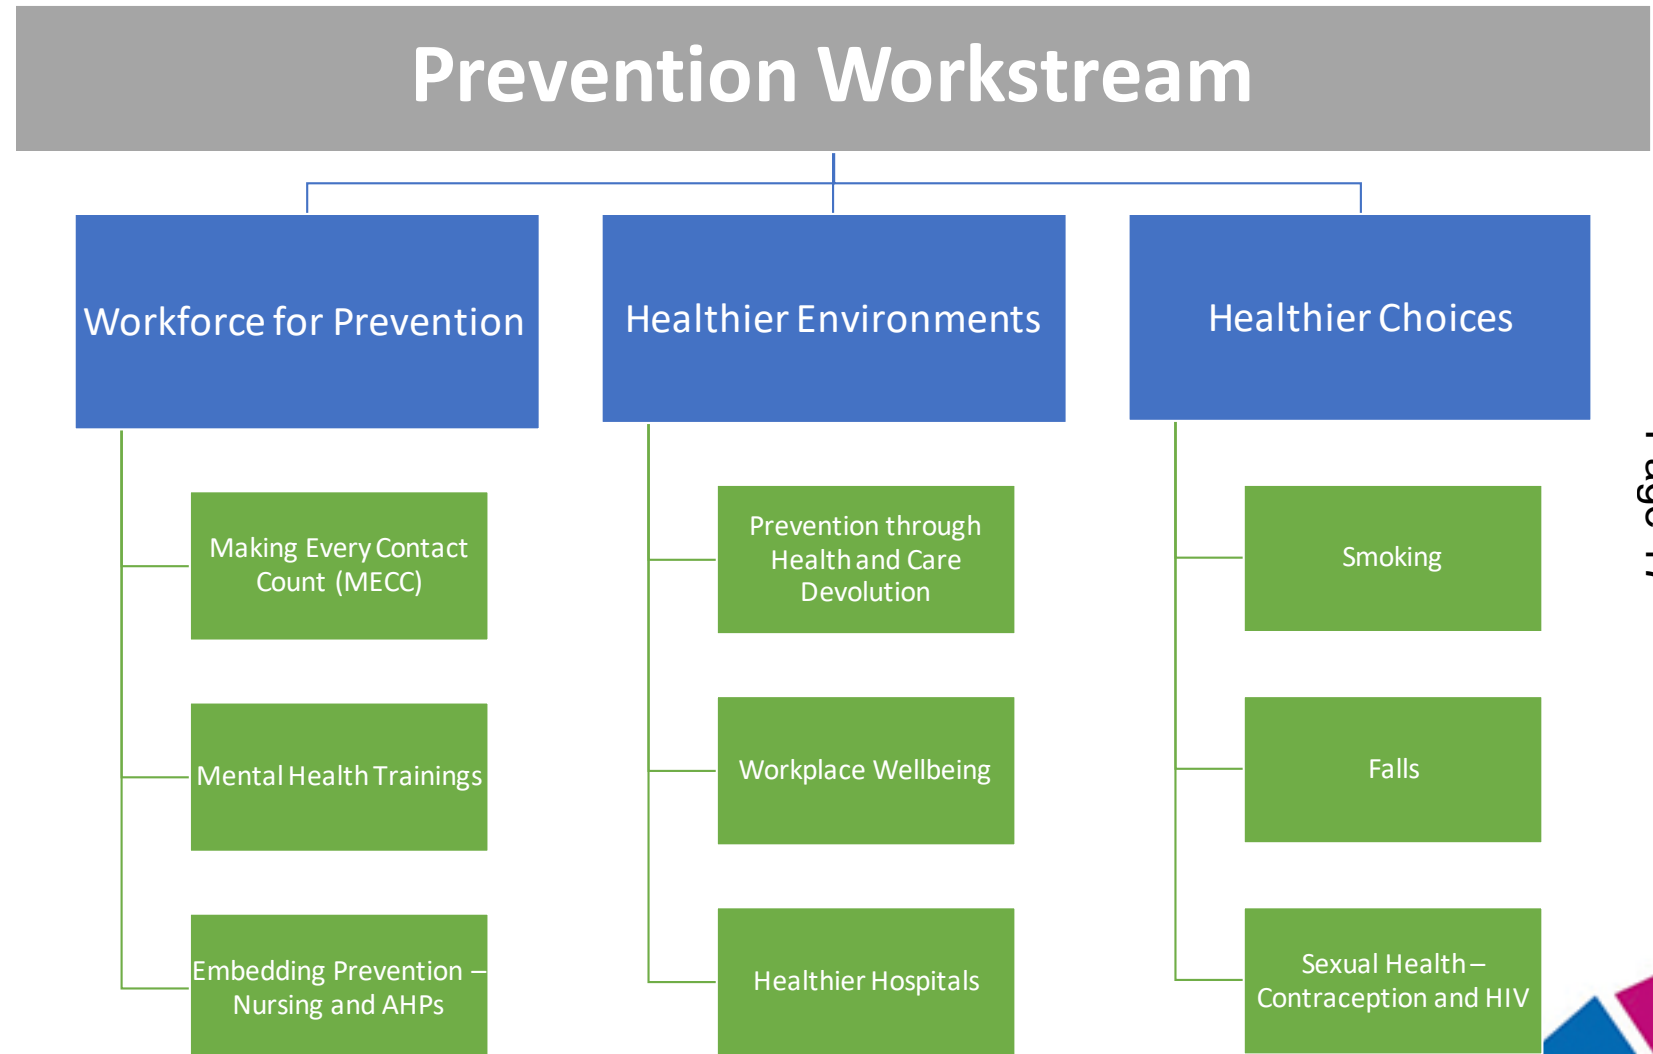 Prevention Workstream
Workforce for Prevention
Healthier Environments
Healthier Choices
Making Every Contact
Count (MECC)
Mental Health Trainings
Embedding Prevention –
Nursing and AHPs
Prevention through
Health and Care
Devolution
Workplace Wellbeing
Healthier Hospitals
Smoking
Falls
Sexual Health –
Contraception and HIV
Page